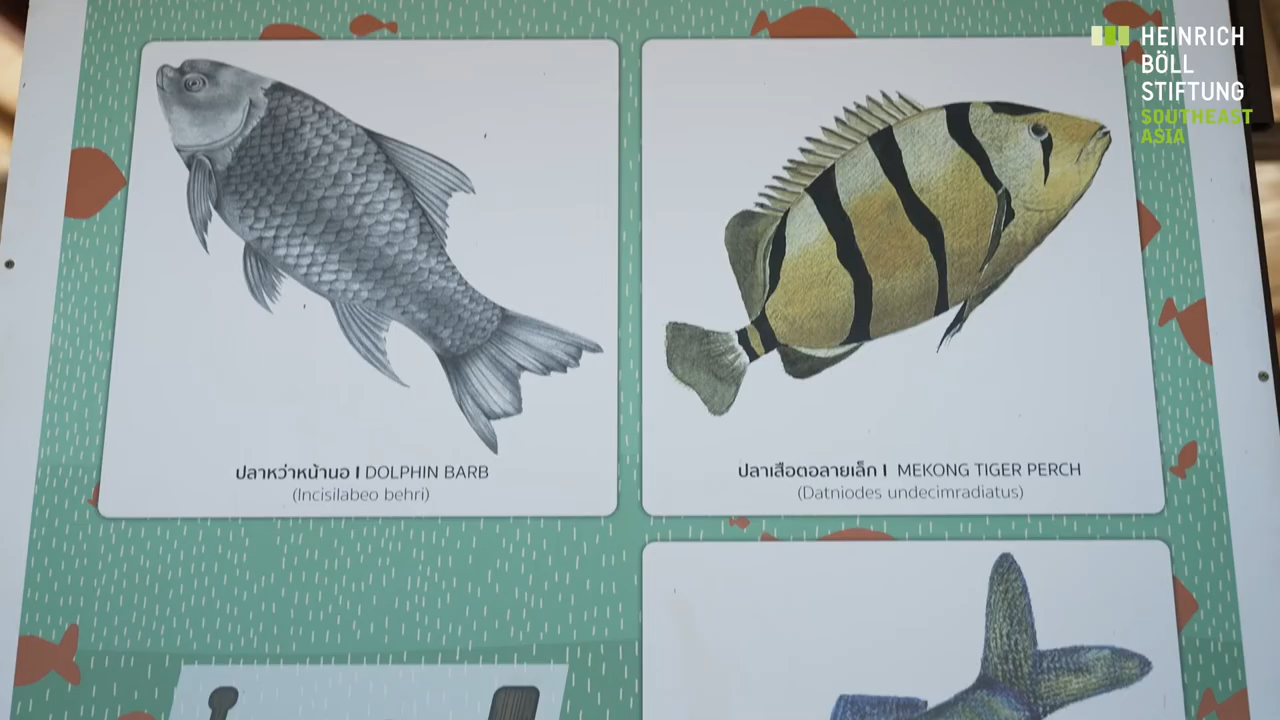 HEINRICH
BÖLL
STIFTUNG
SOUTHEAST
ASIA
ปลาหว่าหน้านอ I DOLPHIN BARB
(Incisilabeo behri)
ปลาเสือตอลายเล็ก I MEKONG TIGER PERCH
(Datniodes undecimradiatus)